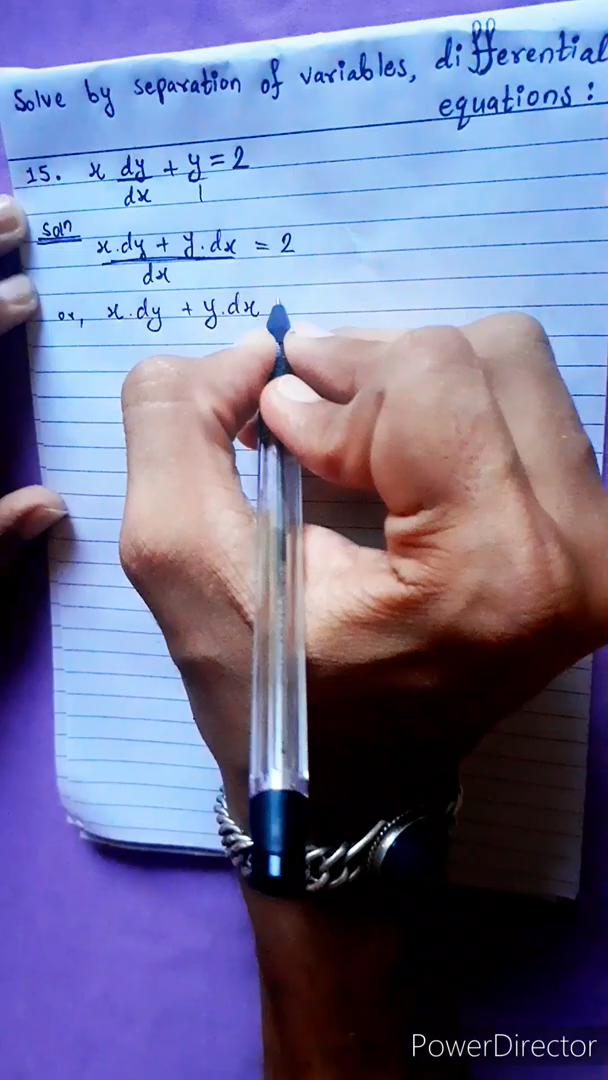 Solve by separation of variables, differential
equations :
15. x dy/dx + y/1 = 2
Soln
x.dy + y.dx / dx = 2
or, x.dy + y.dx
PowerDirector